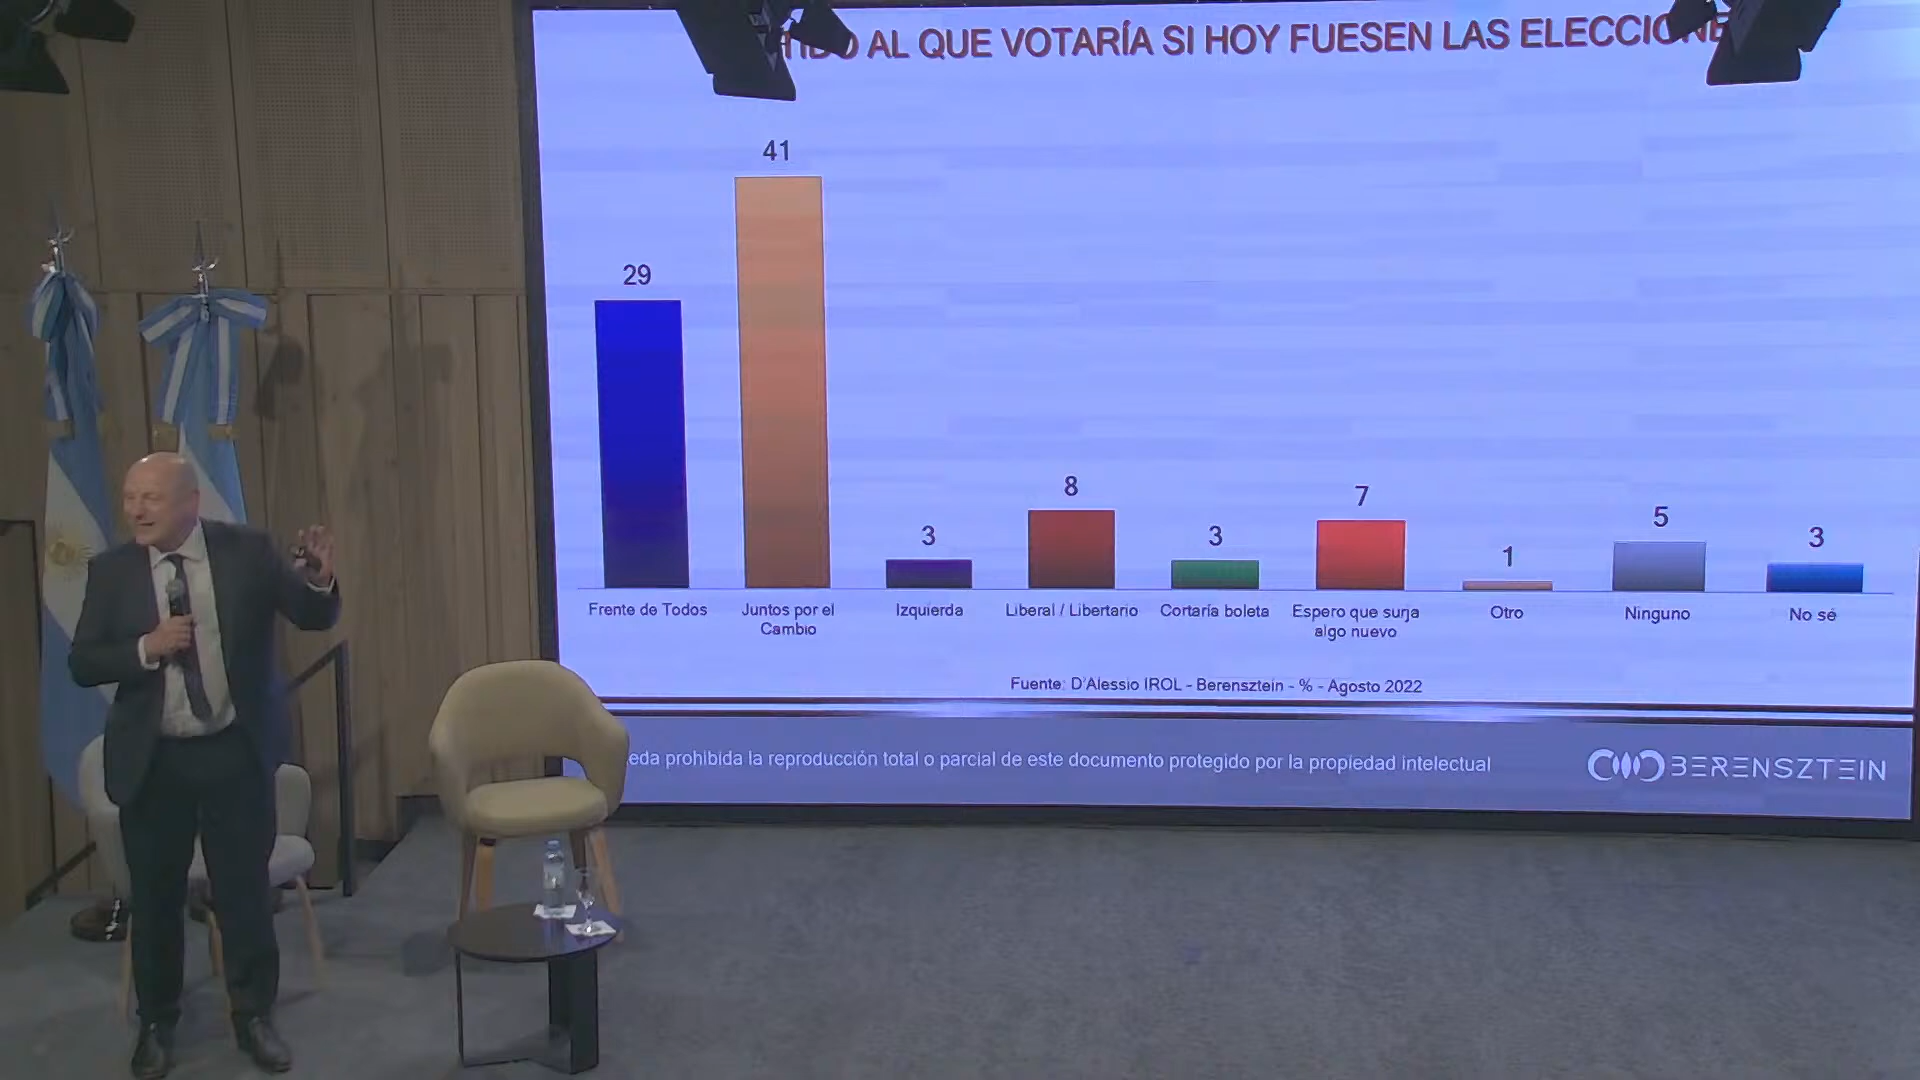 AL QUE VOTARÍA SI HOY FUESEN LAS
41
29
8
7
5
3
3
1
3
Frente de Todos
Juntos por el
Cambio
Izquierda
Liberal / Libertario
Cortaría boleta
Espero que surja
algo nuevo
Otro
Ninguno
No sé
Fuente: D'Alessio IROL - Berensztein - % - Agosto 2022
prohibida la reproducción total o parcial de este documento protegido por la propiedad intelectual
BERENSZTEIN